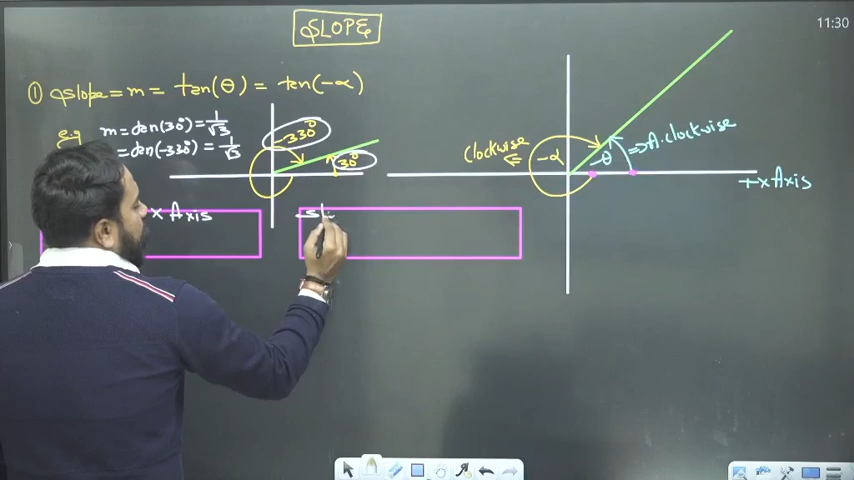 11:30
SLOPE
① Slope = m = tan(θ) = tan(-α)
e.g m = tan(30°) = 1/√3
= tan(-330°) = 1/√3
-330°
30°
Clockwise ⇐
-α
θ
⇒ A.clockwise
+x Axis
x Axis
sl